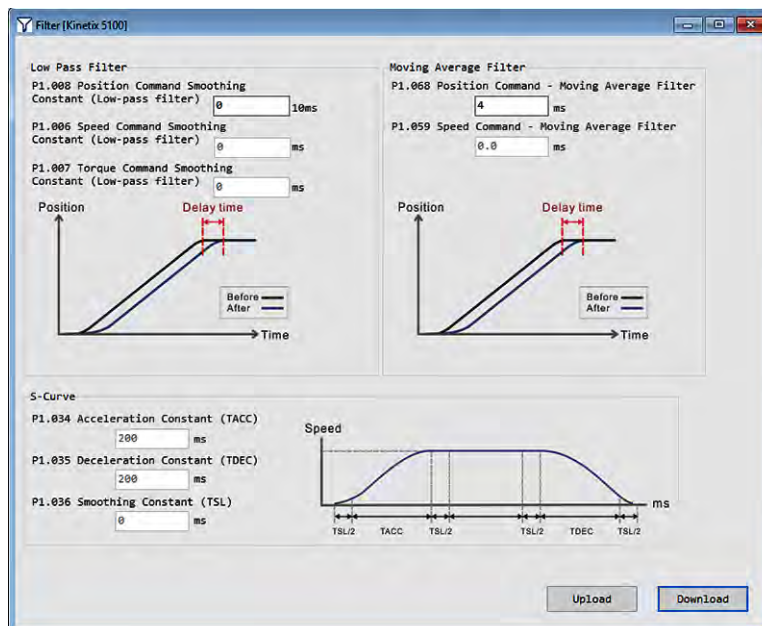 Filter [Kinetix 5100]
Low Pass Filter
P1.008 Position Command Smoothing
Constant (Low-pass filter)
0
10ms
P1.006 Speed Command Smoothing
Constant (Low-pass filter)
0
ms
P1.007 Torque Command Smoothing
Constant (Low-pass filter)
0
ms
Position
Delay time
Before
After
Time
Moving Average Filter
P1.068 Position Command - Moving Average Filter
4
ms
P1.059 Speed Command - Moving Average Filter
0.0
ms
Position
Delay time
Before
After
Time
S-Curve
P1.034 Acceleration Constant (TACC)
200
ms
P1.035 Deceleration Constant (TDEC)
200
ms
P1.036 Smoothing Constant (TSL)
0
ms
Speed
ms
TSL/2 TACC TSL/2 TSL/2 TDEC TSL/2
Upload
Download